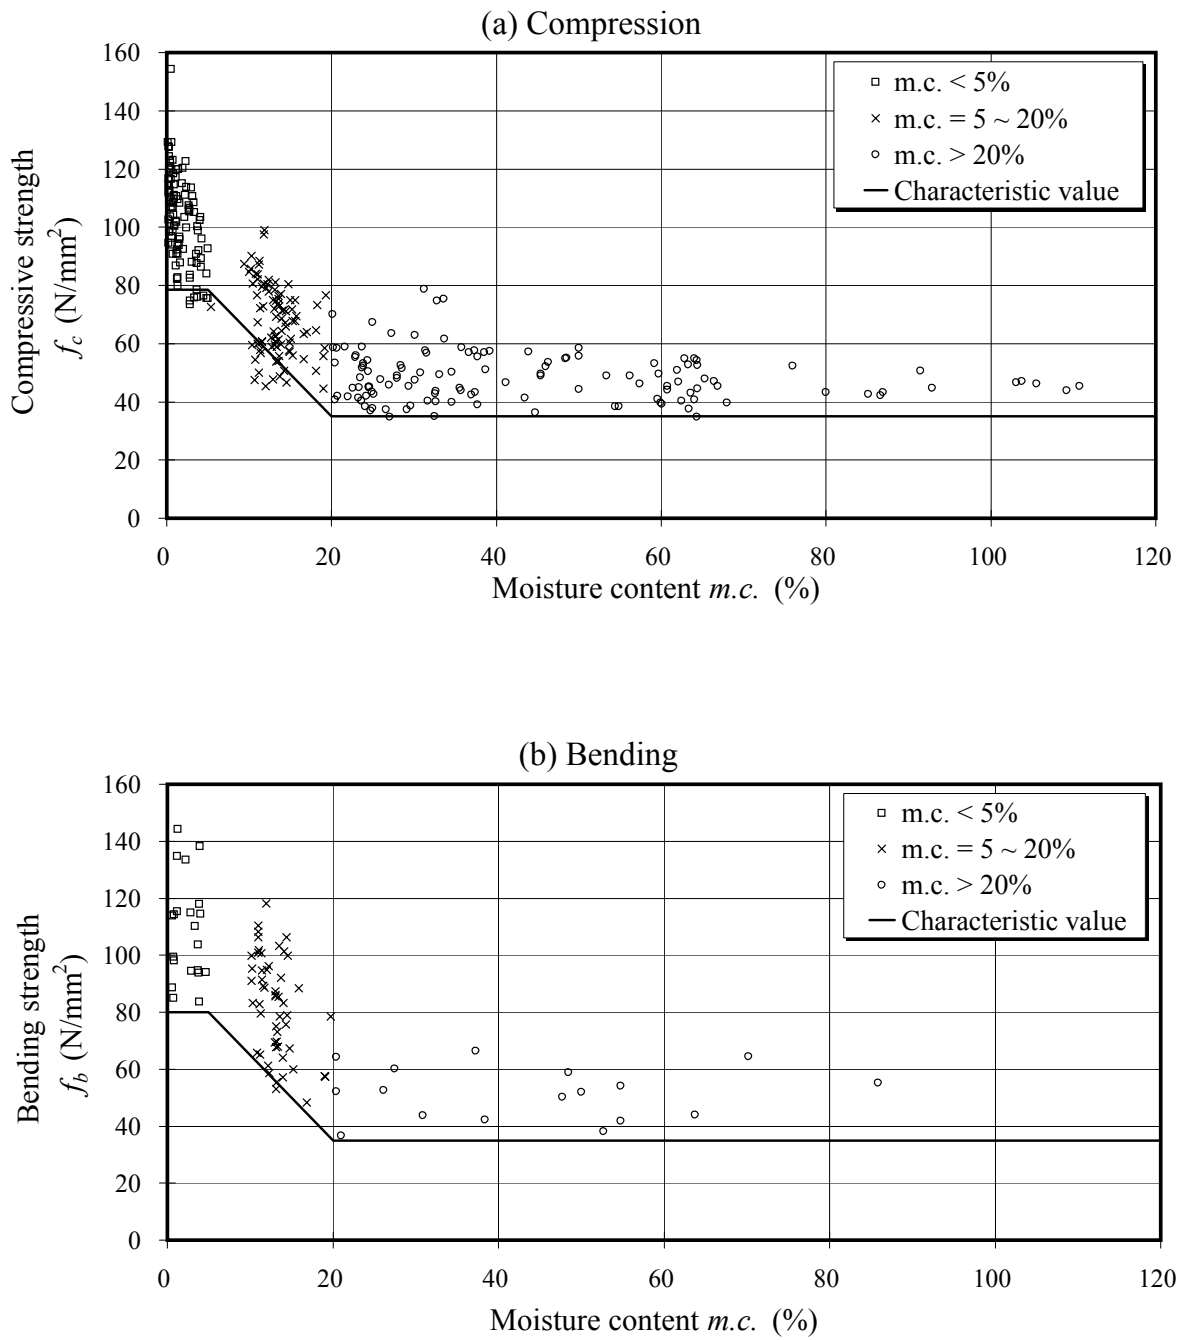 (a) Compression
160
140
120
100
80
60
40
20
0
Compressive strength
f_c (N/mm²)
m.c. < 5%
m.c. = 5 ~ 20%
m.c. > 20%
Characteristic value
0 20 40 60 80 100 120
Moisture content m.c. (%)
(b) Bending
160
140
120
100
80
60
40
20
0
Bending strength
f_b (N/mm²)
m.c. < 5%
m.c. = 5 ~ 20%
m.c. > 20%
Characteristic value
0 20 40 60 80 100 120
Moisture content m.c. (%)